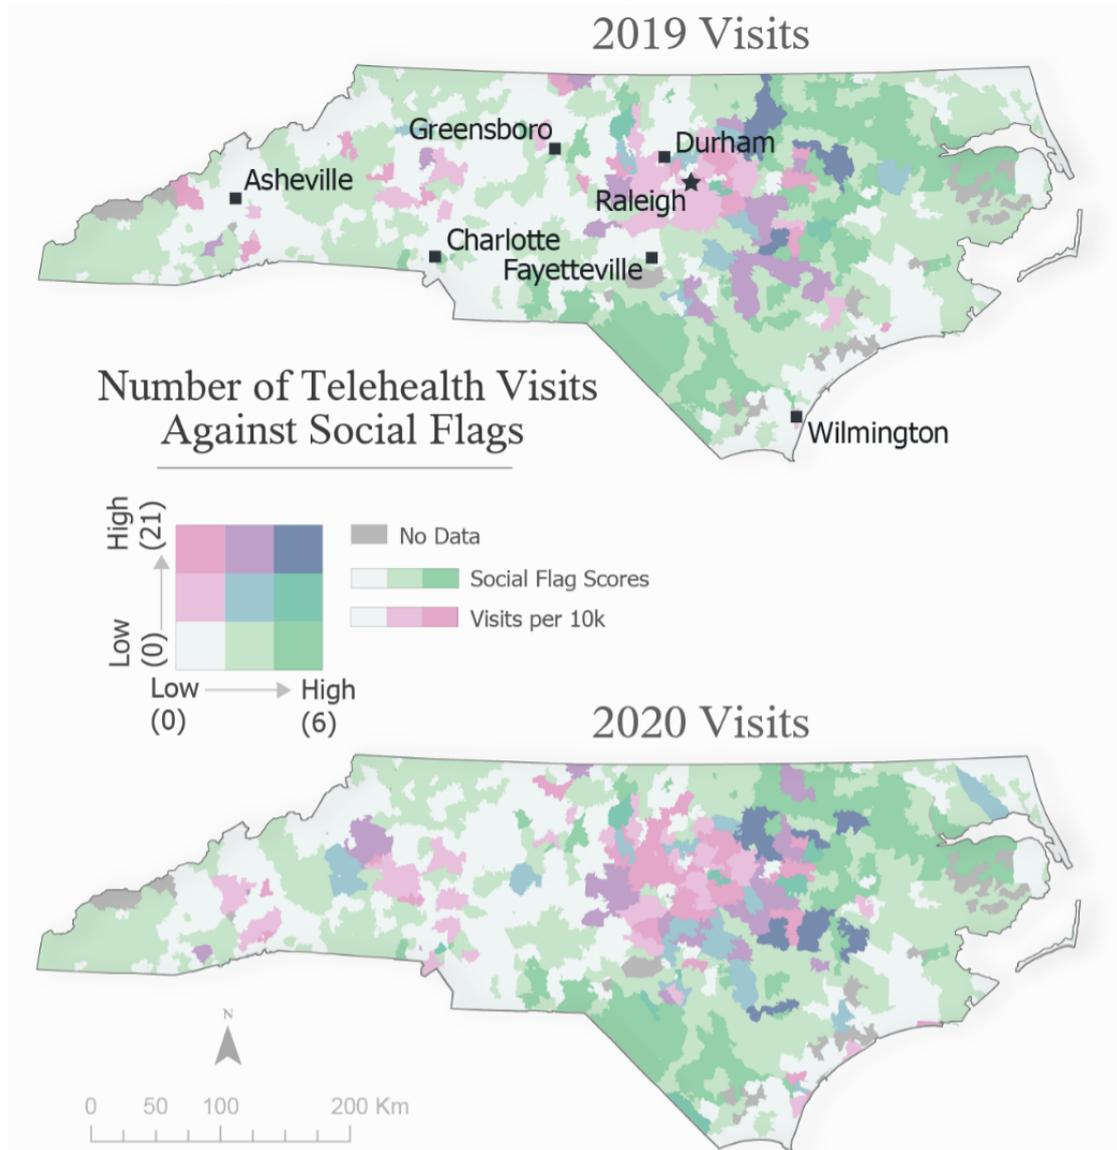 2019 Visits
Greensboro
Durham
Asheville
Raleigh
Charlotte
Fayetteville
Wilmington
Number of Telehealth Visits
Against Social Flags
High
(21)
Low
(0)
Low
(0)
High
(6)
No Data
Social Flag Scores
Visits per 10k
2020 Visits
N
0 50 100 200 Km